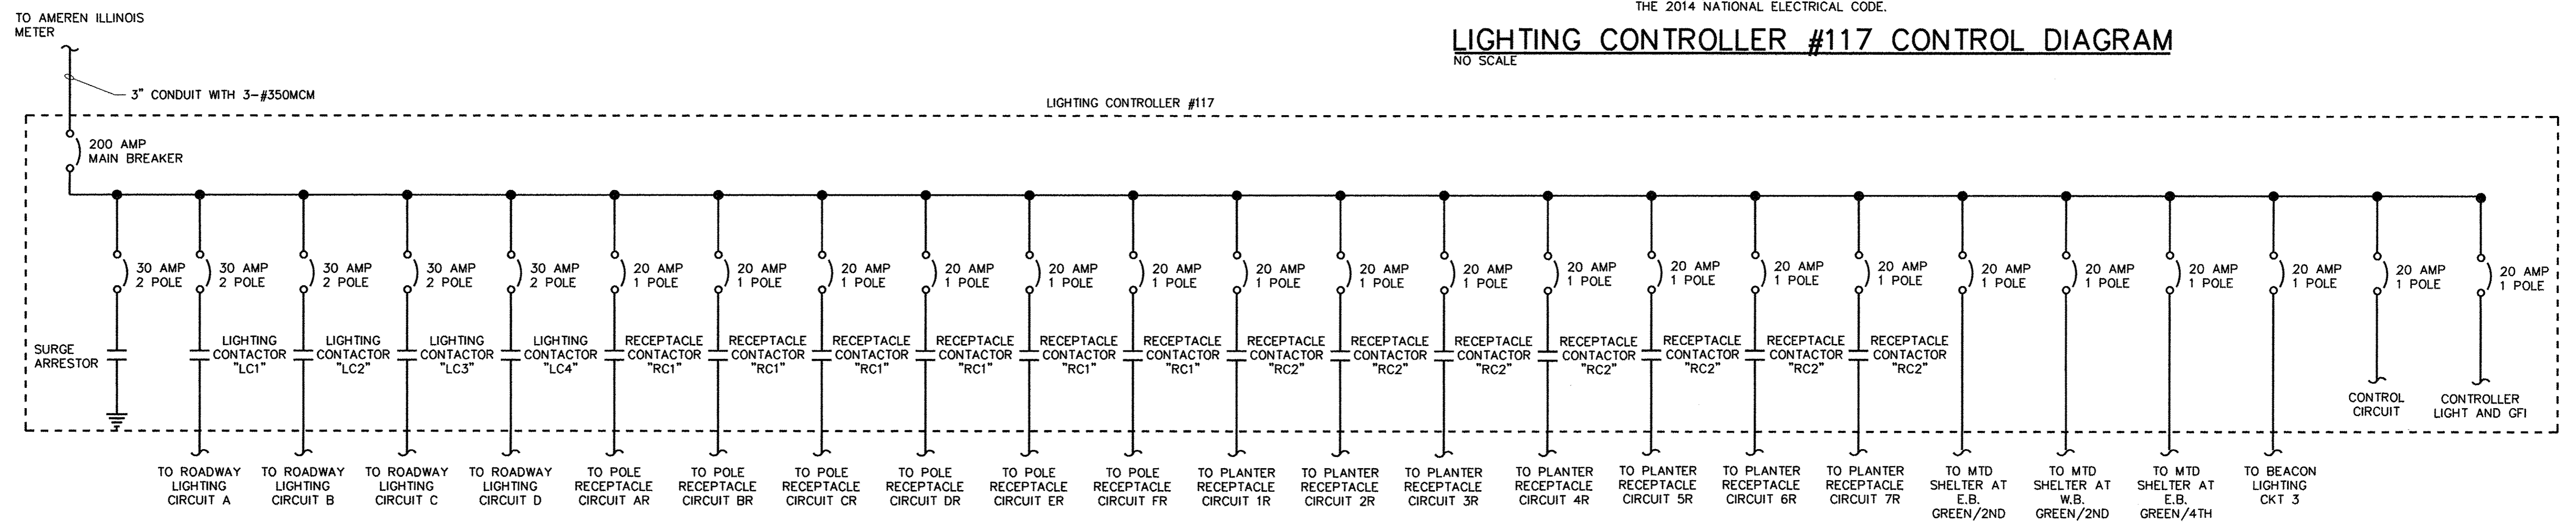 THE 2014 NATIONAL ELECTRICAL CODE.
LIGHTING CONTROLLER #117 CONTROL DIAGRAM
NO SCALE
TO AMEREN ILLINOIS
METER
3" CONDUIT WITH 3-#350MCM
LIGHTING CONTROLLER #117
200 AMP
MAIN BREAKER
30 AMP
2 POLE
30 AMP
2 POLE
30 AMP
2 POLE
30 AMP
2 POLE
30 AMP
2 POLE
20 AMP
1 POLE
20 AMP
1 POLE
20 AMP
1 POLE
20 AMP
1 POLE
20 AMP
1 POLE
20 AMP
1 POLE
20 AMP
1 POLE
20 AMP
1 POLE
20 AMP
1 POLE
20 AMP
1 POLE
20 AMP
1 POLE
20 AMP
1 POLE
20 AMP
1 POLE
20 AMP
1 POLE
20 AMP
1 POLE
20 AMP
1 POLE
20 AMP
1 POLE
20 AMP
1 POLE
20 AMP
1 POLE
SURGE
ARRESTOR
LIGHTING
CONTACTOR
"LC1"
LIGHTING
CONTACTOR
"LC2"
LIGHTING
CONTACTOR
"LC3"
LIGHTING
CONTACTOR
"LC4"
RECEPTACLE
CONTACTOR
"RC1"
RECEPTACLE
CONTACTOR
"RC1"
RECEPTACLE
CONTACTOR
"RC1"
RECEPTACLE
CONTACTOR
"RC1"
RECEPTACLE
CONTACTOR
"RC1"
RECEPTACLE
CONTACTOR
"RC1"
RECEPTACLE
CONTACTOR
"RC2"
RECEPTACLE
CONTACTOR
"RC2"
RECEPTACLE
CONTACTOR
"RC2"
RECEPTACLE
CONTACTOR
"RC2"
RECEPTACLE
CONTACTOR
"RC2"
RECEPTACLE
CONTACTOR
"RC2"
RECEPTACLE
CONTACTOR
"RC2"
CONTROL
CIRCUIT
CONTROLLER
LIGHT AND GFI
TO ROADWAY
LIGHTING
CIRCUIT A
TO ROADWAY
LIGHTING
CIRCUIT B
TO ROADWAY
LIGHTING
CIRCUIT C
TO ROADWAY
LIGHTING
CIRCUIT D
TO POLE
RECEPTACLE
CIRCUIT AR
TO POLE
RECEPTACLE
CIRCUIT BR
TO POLE
RECEPTACLE
CIRCUIT CR
TO POLE
RECEPTACLE
CIRCUIT DR
TO POLE
RECEPTACLE
CIRCUIT ER
TO POLE
RECEPTACLE
CIRCUIT FR
TO PLANTER
RECEPTACLE
CIRCUIT 1R
TO PLANTER
RECEPTACLE
CIRCUIT 2R
TO PLANTER
RECEPTACLE
CIRCUIT 3R
TO PLANTER
RECEPTACLE
CIRCUIT 4R
TO PLANTER
RECEPTACLE
CIRCUIT 5R
TO PLANTER
RECEPTACLE
CIRCUIT 6R
TO PLANTER
RECEPTACLE
CIRCUIT 7R
TO MTD
SHELTER AT
E.B.
GREEN/2ND
TO MTD
SHELTER AT
W.B.
GREEN/2ND
TO MTD
SHELTER AT
E.B.
GREEN/4TH
TO BEACON
LIGHTING
CKT 3